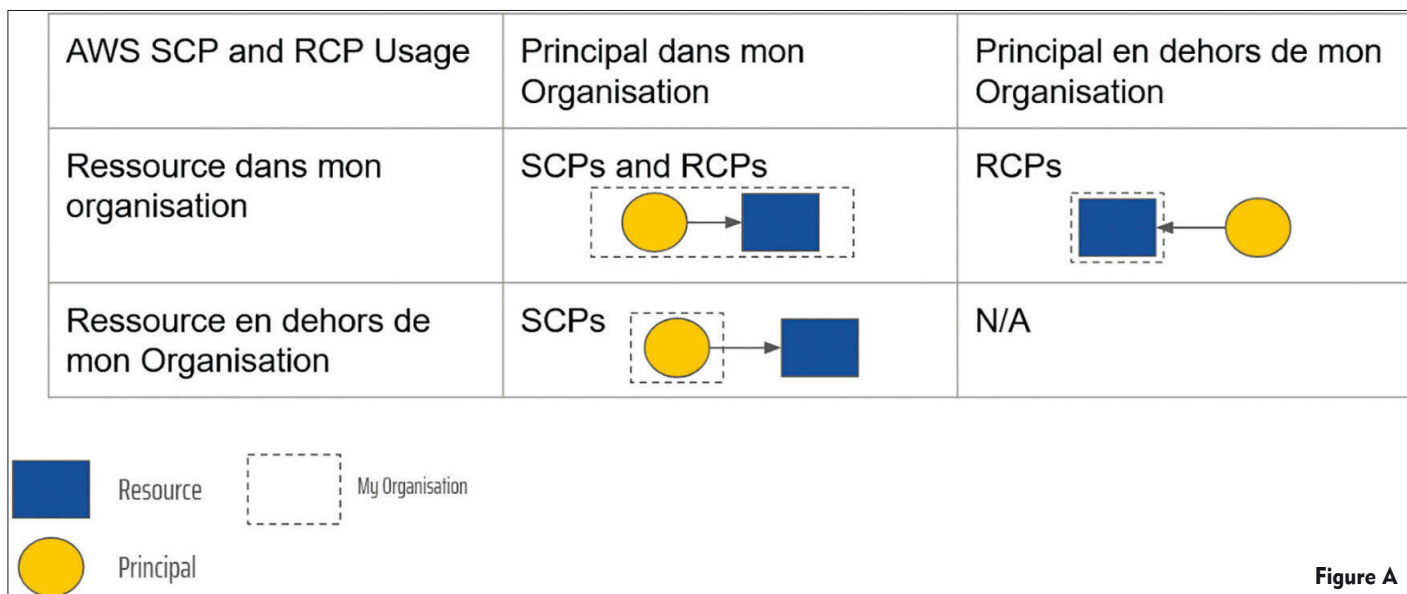 AWS SCP and RCP Usage
Principal dans mon
Organisation
Principal en dehors de mon
Organisation
Ressource dans mon
organisation
SCPs and RCPs
RCPs
Ressource en dehors de
mon Organisation
SCPs
N/A
Resource
My Organisation
Principal
Figure A